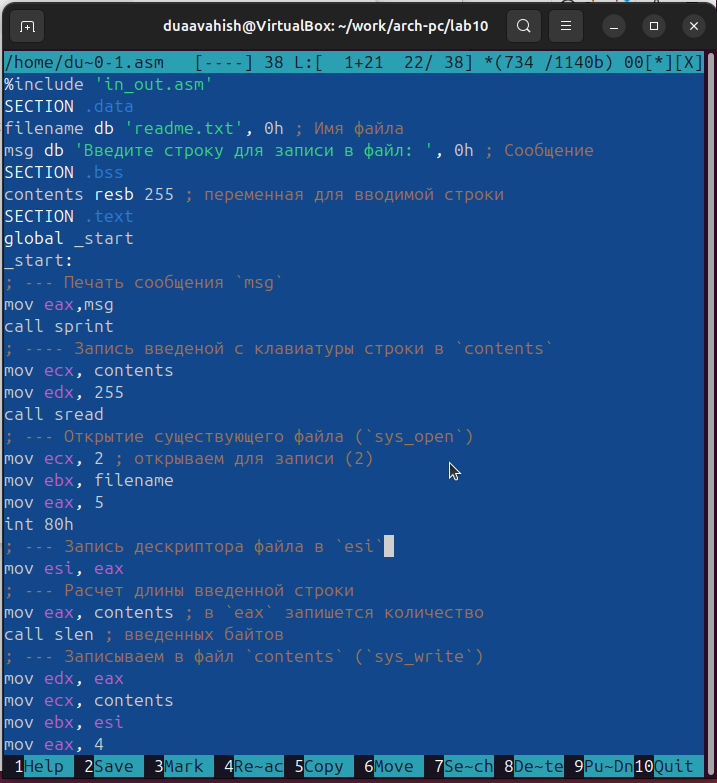 duaavahish@VirtualBox: ~/work/arch-pc/lab10
/home/du~0-1.asm   [----] 38 L:[  1+21  22/ 38] *(734 /1140b) 00[*][X]
%include 'in_out.asm'
SECTION .data
filename db 'readme.txt', 0h ; Имя файла
msg db 'Введите строку для записи в файл: ', 0h ; Сообщение
SECTION .bss
contents resb 255 ; переменная для вводимой строки
SECTION .text
global _start
_start:
; --- Печать сообщения `msg`
mov eax,msg
call sprint
; ---- Запись введеной с клавиатуры строки в `contents`
mov ecx, contents
mov edx, 255
call sread
; --- Открытие существующего файла (`sys_open`)
mov ecx, 2 ; открываем для записи (2)
mov ebx, filename
mov eax, 5
int 80h
; --- Запись дескриптора файла в `esi`
mov esi, eax
; --- Расчет длины введенной строки
mov eax, contents ; в `eax` запишется количество
call slen ; введенных байтов
; --- Записываем в файл `contents` (`sys_write`)
mov edx, eax
mov ecx, contents
mov ebx, esi
mov eax, 4
1Help  2Save  3Mark  4Re~ac  5Copy  6Move  7Se~ch  8De~te  9Pu~Dn 10Quit